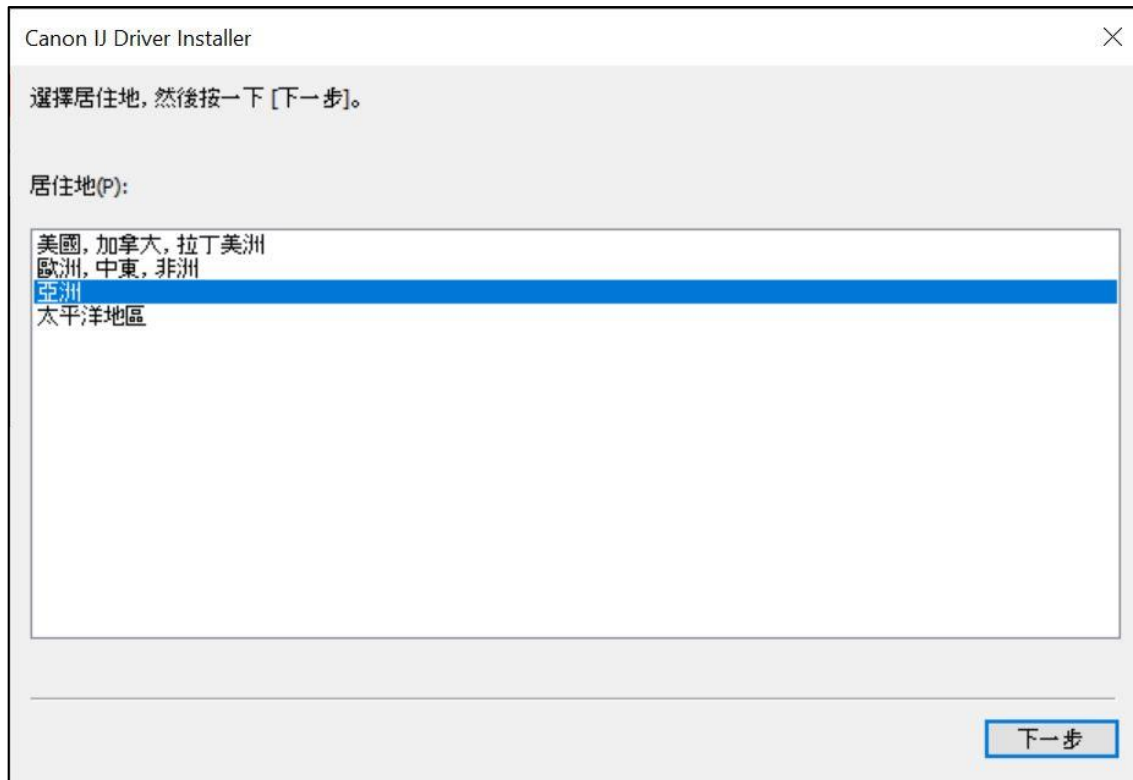 Canon IJ Driver Installer
選擇居住地, 然後按一下 [下一步]。
居住地(P):
美國, 加拿大, 拉丁美洲
歐洲, 中東, 非洲
亞洲
太平洋地區
下一步